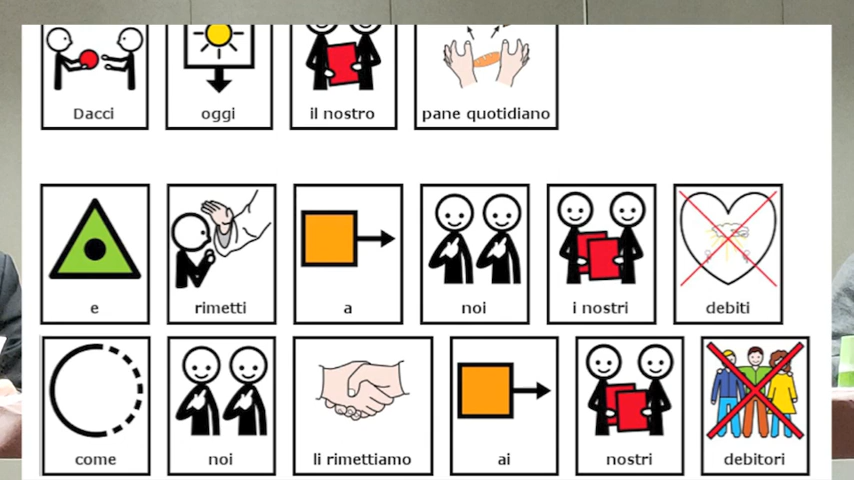 Dacci oggi il nostro pane quotidiano
e rimetti a noi i nostri debiti
come noi li rimettiamo ai nostri debitori